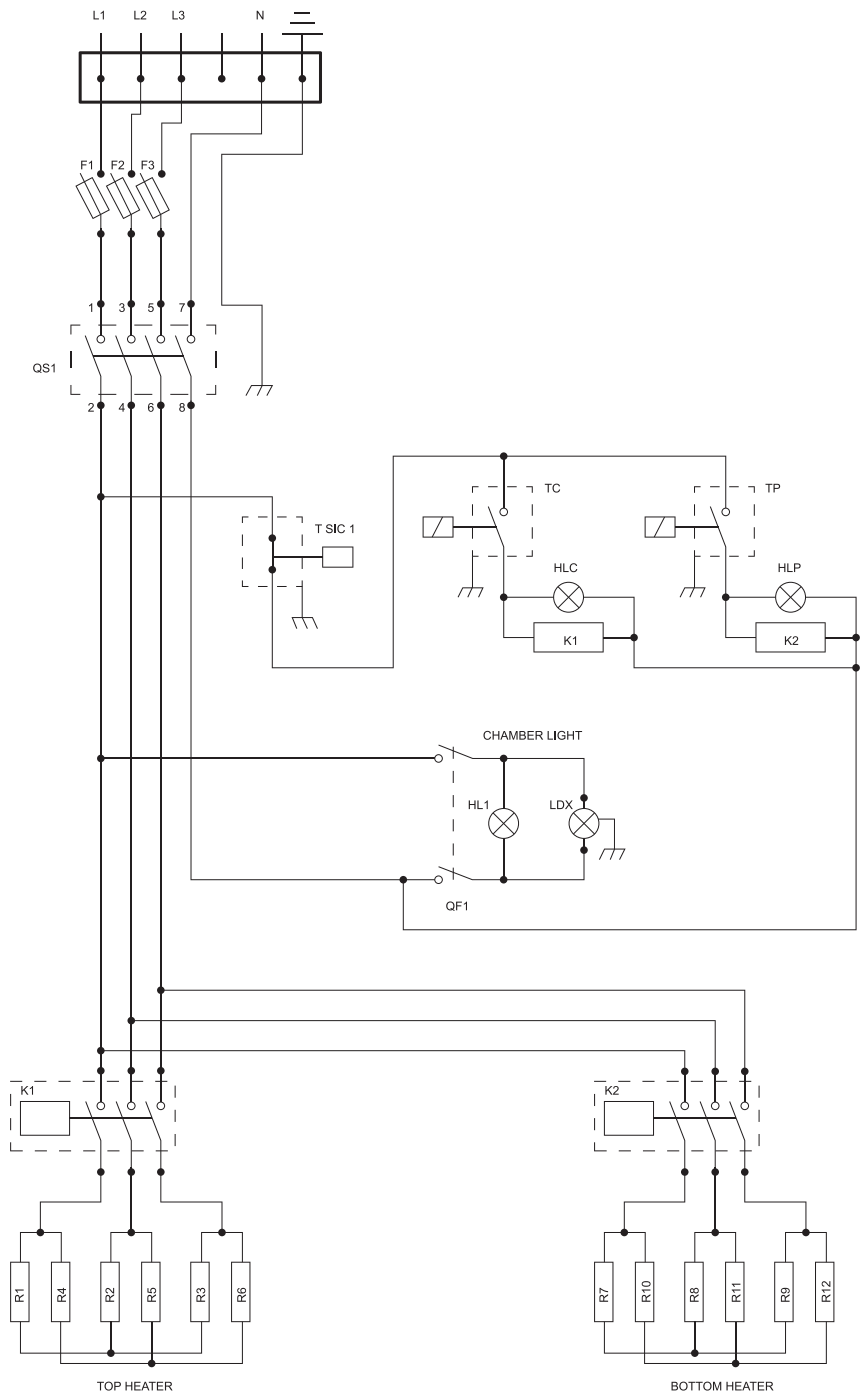 L1 L2 L3 N
F1 F2 F3
1 3 5 7
QS1
2 4 6 8
TC TP
T SIC 1
HLC HLP
K1 K2
CHAMBER LIGHT
HL1 LDX
QF1
K1 K2
R1 R4 R2 R5 R3 R6 R7 R10 R8 R11 R9 R12
TOP HEATER BOTTOM HEATER